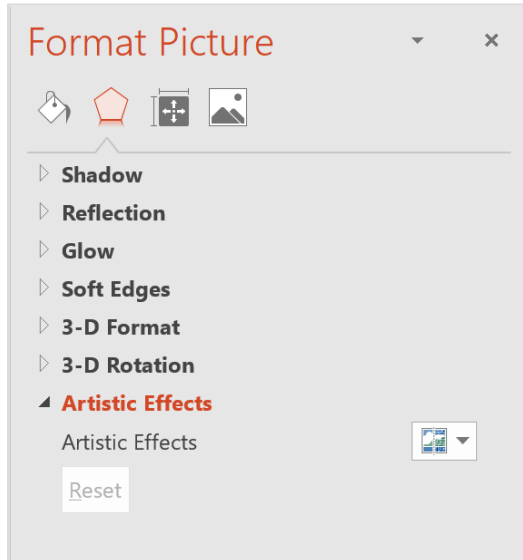 Format Picture
Shadow
Reflection
Glow
Soft Edges
3-D Format
3-D Rotation
Artistic Effects
Artistic Effects
Reset